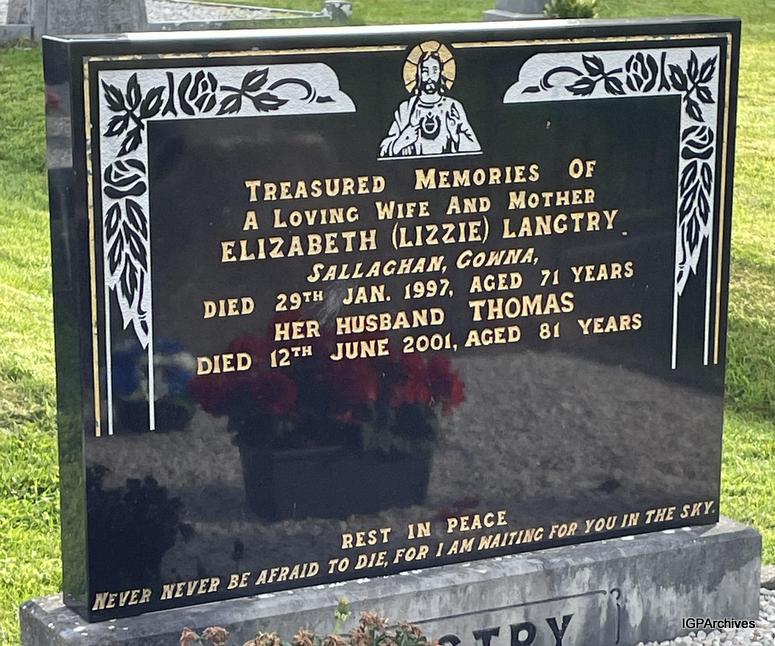 TREASURED MEMORIES OF
A LOVING WIFE AND MOTHER
ELIZABETH (LIZZIE) LANGTRY
SALLAGHAN, GOWNA,
DIED 29TH JAN. 1997, AGED 71 YEARS
HER HUSBAND THOMAS
DIED 12TH JUNE 2001, AGED 81 YEARS
REST IN PEACE
NEVER NEVER BE AFRAID TO DIE, FOR I AM WAITING FOR YOU IN THE SKY.
IGPArchives